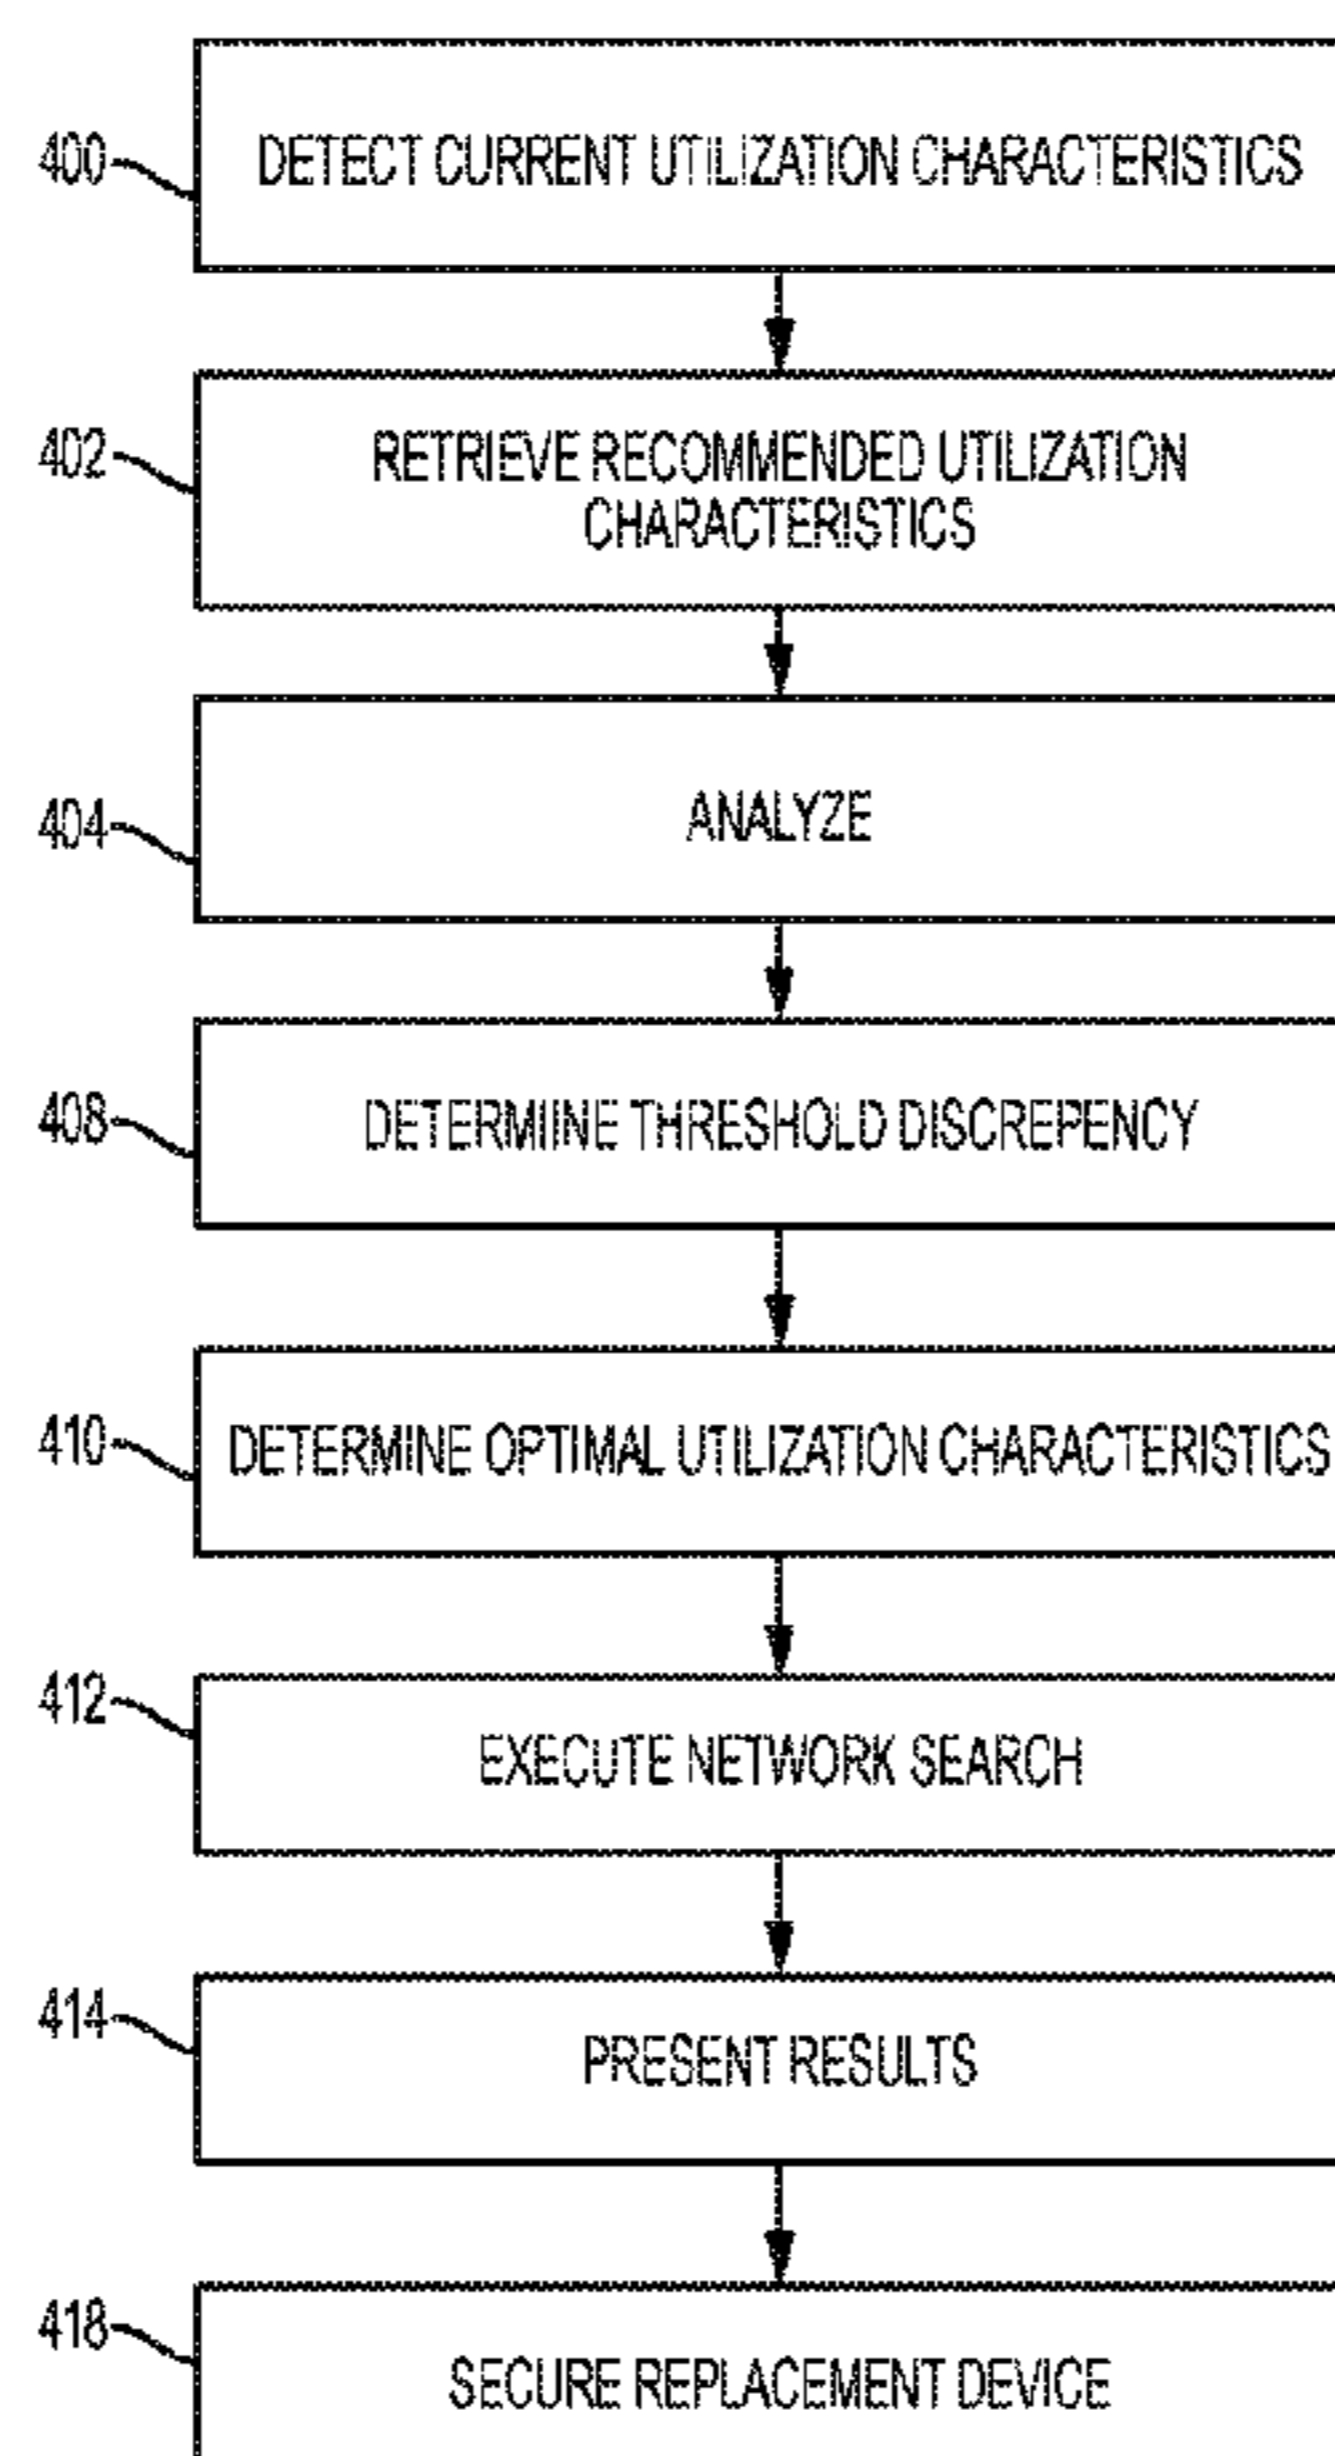 400
DETECT CURRENT UTILIZATION CHARACTERISTICS
402
RETRIEVE RECOMMENDED UTILIZATION
CHARACTERISTICS
404
ANALYZE
408
DETERMIINE THRESHOLD DISCREPENCY
410
DETERMINE OPTIMAL UTILIZATION CHARACTERISTICS
412
EXECUTE NETWORK SEARCH
414
PRESENT RESULTS
418
SECURE REPLACEMENT DEVICE